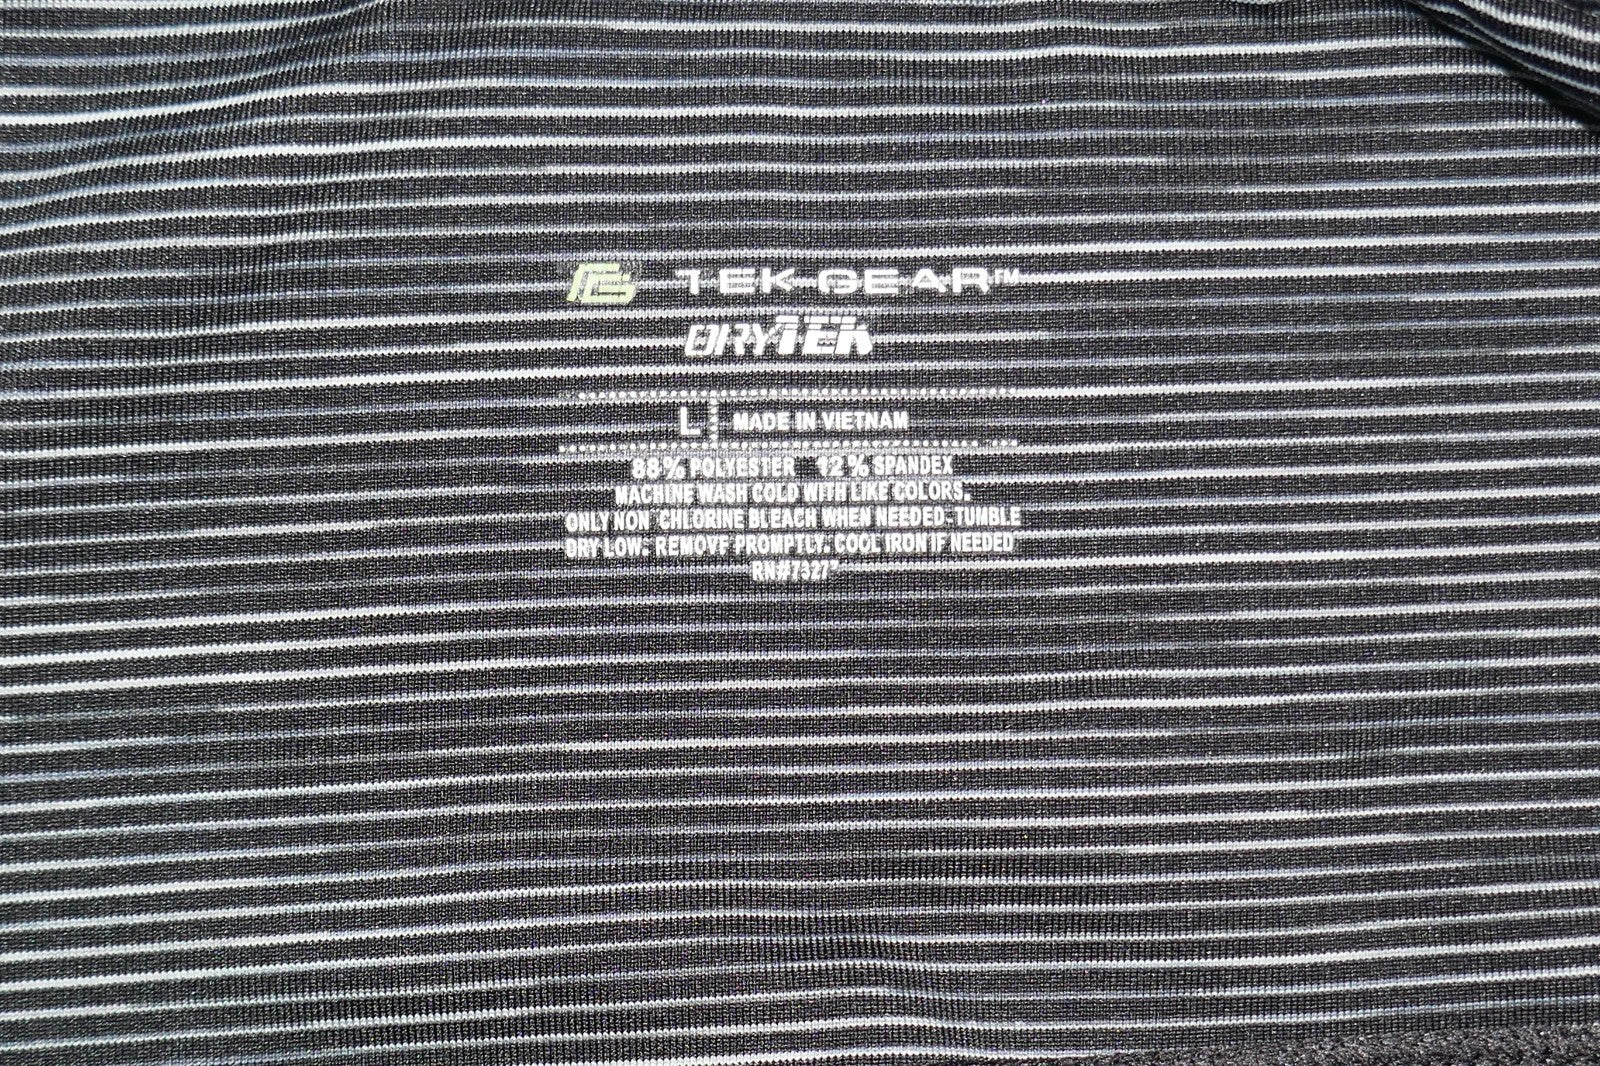 TEK GEAR™
DRYTEK
L MADE IN VIETNAM
88% POLYESTER 12% SPANDEX
MACHINE WASH COLD WITH LIKE COLORS.
ONLY NON CHLORINE BLEACH WHEN NEEDED. TUMBLE
DRY LOW. REMOVE PROMPTLY. COOL IRON IF NEEDED